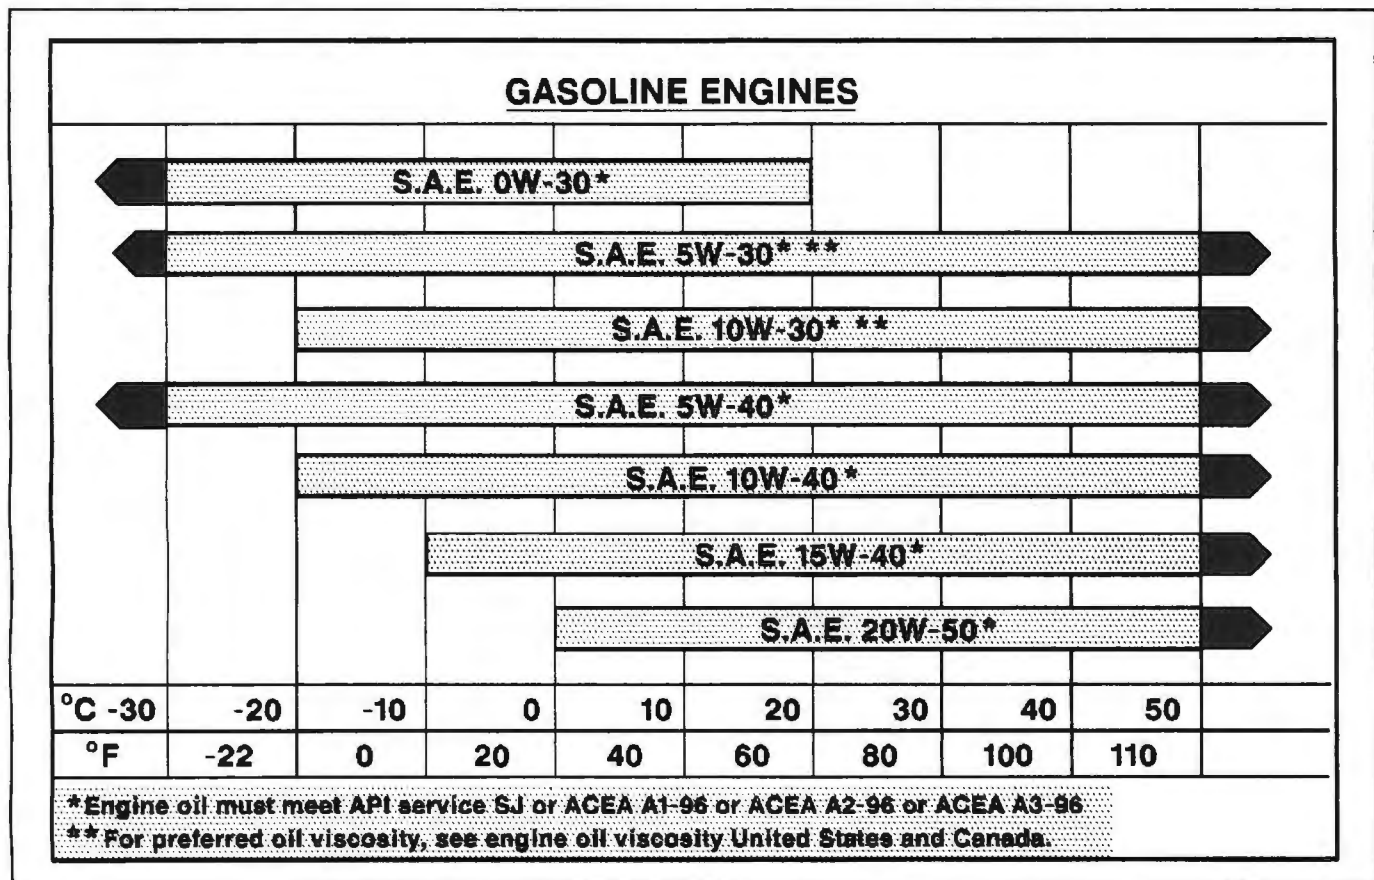 GASOLINE ENGINES
S.A.E. 0W-30*
S.A.E. 5W-30* **
S.A.E. 10W-30* **
S.A.E. 5W-40*
S.A.E. 10W-40*
S.A.E. 15W-40*
S.A.E. 20W-50*
°C -30 -20 -10 0 10 20 30 40 50
°F -22 0 20 40 60 80 100 110
*Engine oil must meet API service SJ or ACEA A1-96 or ACEA A2-96 or ACEA A3-96
**For preferred oil viscosity, see engine oil viscosity United States and Canada.